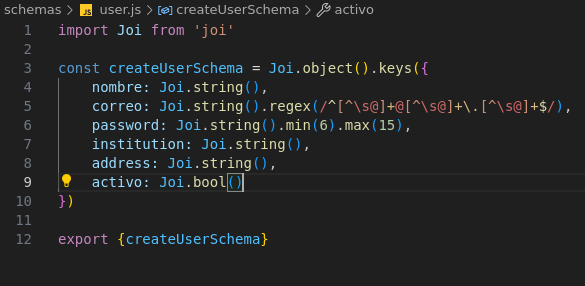 schemas > JS user.js > createUserSchema > activo
1 import Joi from 'joi'
2
3 const createUserSchema = Joi.object().keys({
4     nombre: Joi.string(),
5     correo: Joi.string().regex(/^[^\s@]+@[^\s@]+\.[^\s@]+$/),
6     password: Joi.string().min(6).max(15),
7     institution: Joi.string(),
8     address: Joi.string(),
9     activo: Joi.bool()
10 })
11
12 export {createUserSchema}